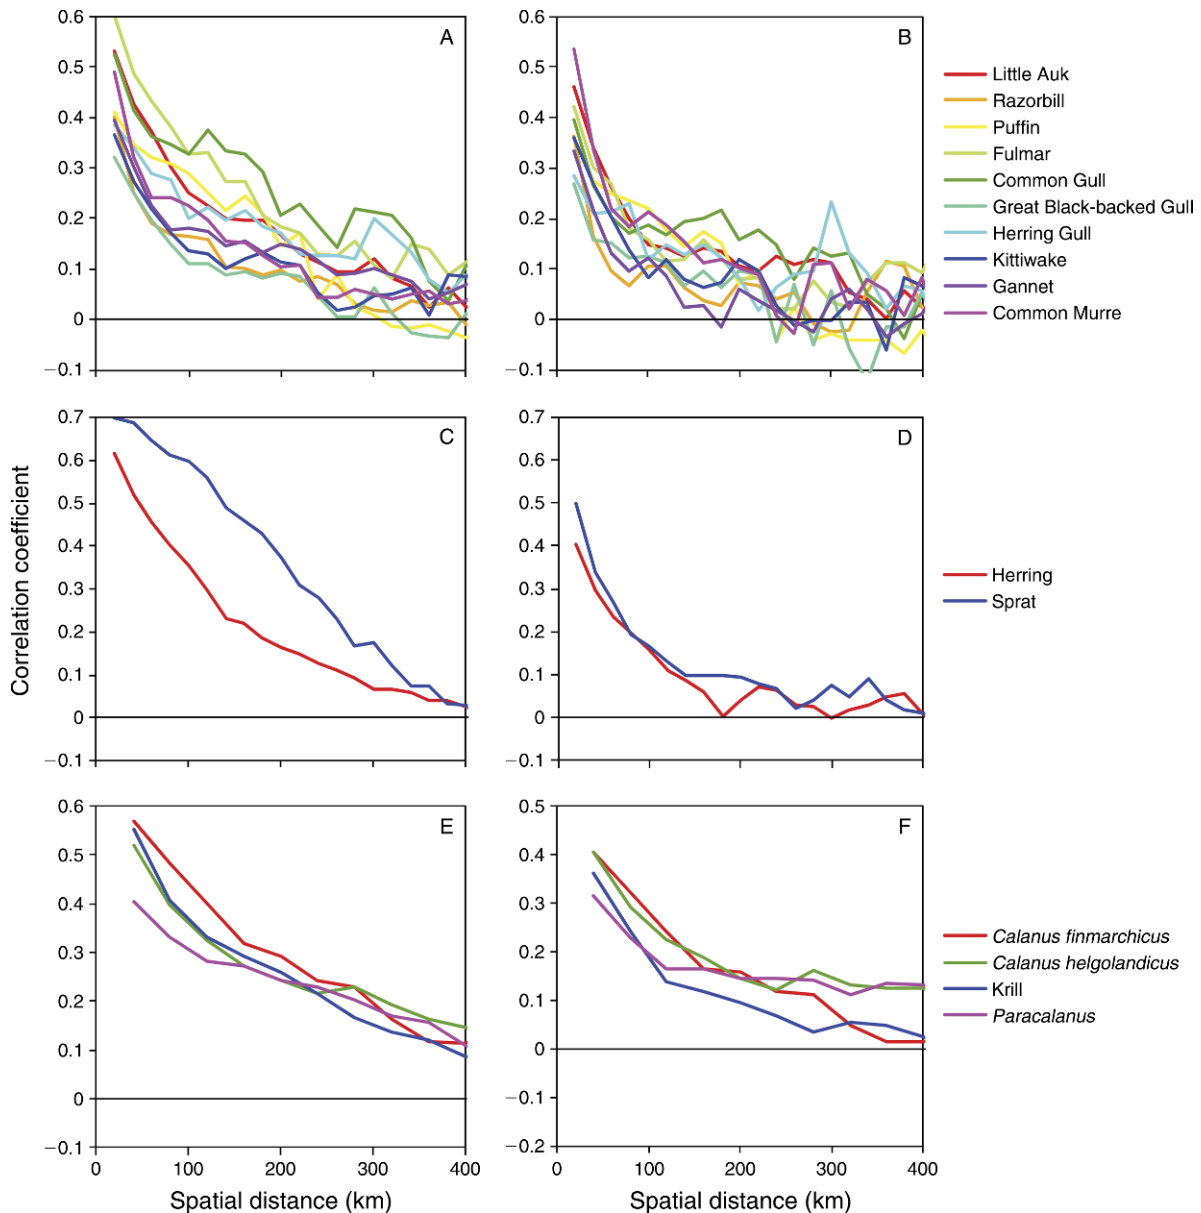 A
0.6
0.5
0.4
0.3
0.2
0.1
0
−0.1
B
0.6
0.5
0.4
0.3
0.2
0.1
0
−0.1
Little Auk
Razorbill
Puffin
Fulmar
Common Gull
Great Black-backed Gull
Herring Gull
Kittiwake
Gannet
Common Murre
Correlation coefficient
C
0.7
0.6
0.5
0.4
0.3
0.2
0.1
0
−0.1
D
0.7
0.6
0.5
0.4
0.3
0.2
0.1
0
−0.1
Herring
Sprat
E
0.6
0.5
0.4
0.3
0.2
0.1
0
−0.1
0 100 200 300 400
Spatial distance (km)
F
0.5
0.4
0.3
0.2
0.1
0
−0.1
−0.2
0 100 200 300 400
Spatial distance (km)
Calanus finmarchicus
Calanus helgolandicus
Krill
Paracalanus